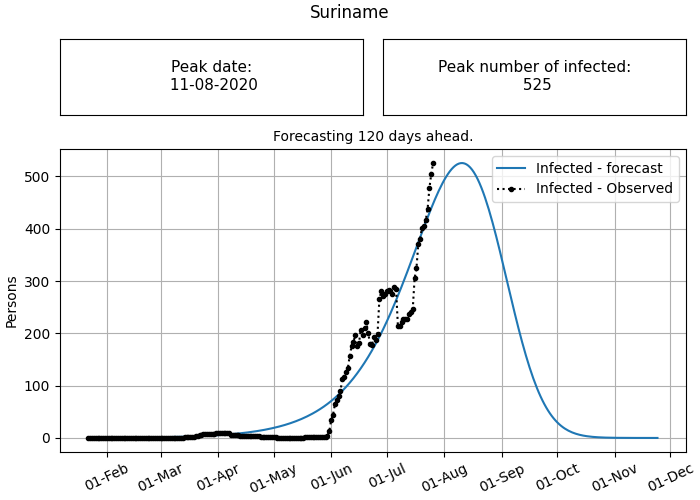 Suriname
Peak date:
11-08-2020
Peak number of infected:
525
Forecasting 120 days ahead.
Infected - forecast
Infected - Observed
Persons
500
400
300
200
100
0
01-Feb
01-Mar
01-Apr
01-May
01-Jun
01-Jul
01-Aug
01-Sep
01-Oct
01-Nov
01-Dec